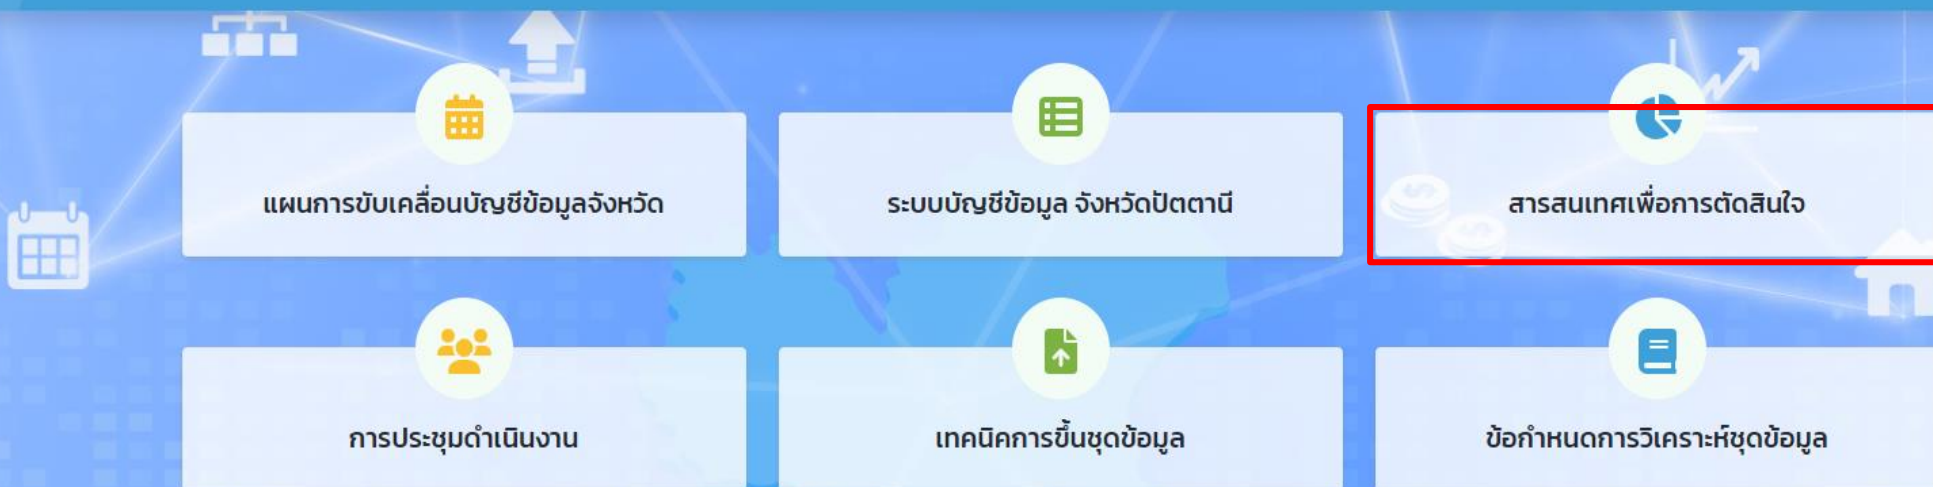 แผนการขับเคลื่อนบัญชีข้อมูลจังหวัด
ระบบบัญชีข้อมูล จังหวัดปัตตานี
สารสนเทศเพื่อการตัดสินใจ
การประชุมดำเนินงาน
เทคนิคการขึ้นชุดข้อมูล
ข้อกำหนดการวิเคราะห์ชุดข้อมูล